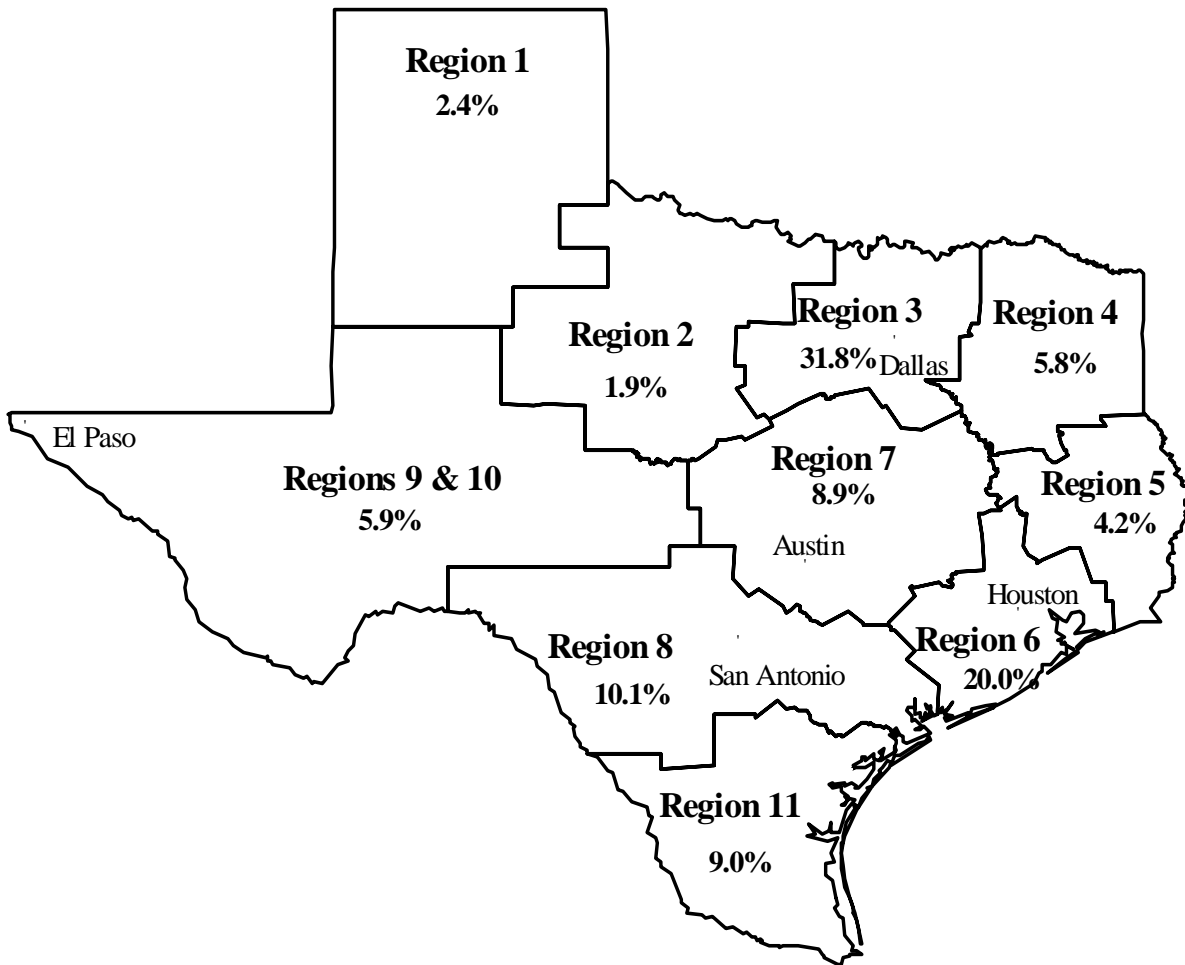 Region 1
2.4%
Region 2
1.9%
Region 3
31.8%
Dallas
Region 4
5.8%
El Paso
Regions 9 & 10
5.9%
Region 7
8.9%
Austin
Region 5
4.2%
Houston
Region 6
20.0%
Region 8
10.1%
San Antonio
Region 11
9.0%